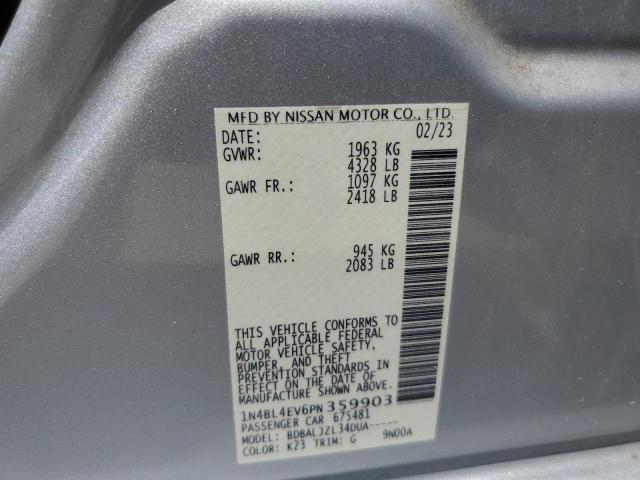 MFD BY NISSAN MOTOR CO., LTD.
DATE: 02/23
GVWR: 1963 KG
4328 LB
GAWR FR.: 1097 KG
2418 LB
GAWR RR.: 945 KG
2083 LB
THIS VEHICLE CONFORMS TO
ALL APPLICABLE FEDERAL
MOTOR VEHICLE SAFETY,
BUMPER, AND THEFT
PREVENTION STANDARDS IN
EFFECT ON THE DATE OF
MANUFACTURE SHOWN ABOVE.
1N4BL4EV6PN359903
PASSENGER CAR 675481
MODEL: BDBALJZL34DUA-----
COLOR: K23 TRIM: G 9N00A